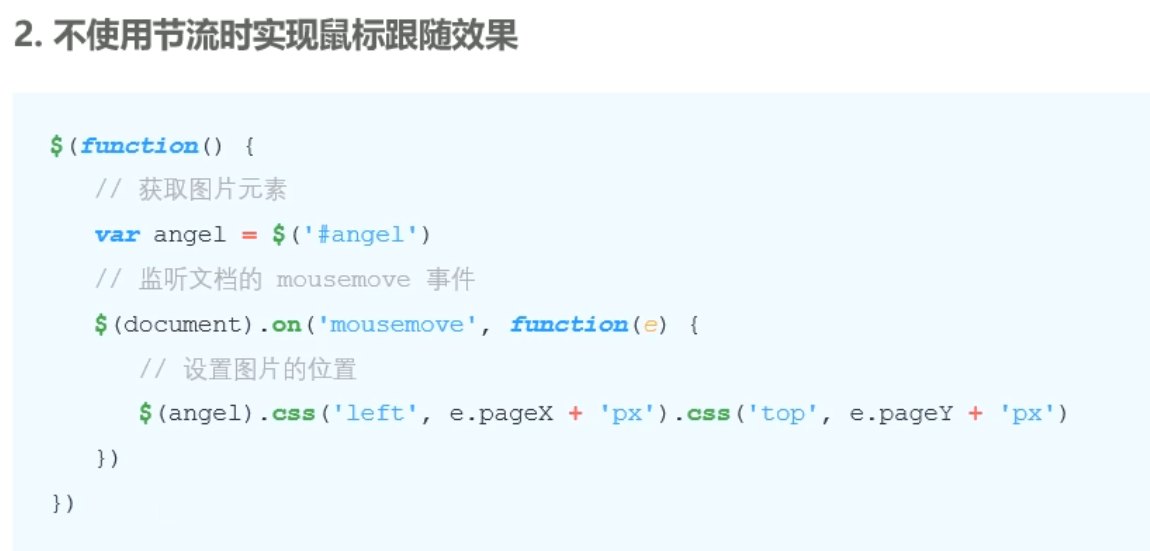 2. 不使用节流时实现鼠标跟随效果
$(function() {
// 获取图片元素
var angel = $('#angel')
// 监听文档的 mousemove 事件
$(document).on('mousemove', function(e) {
// 设置图片的位置
$(angel).css('left', e.pageX + 'px').css('top', e.pageY + 'px')
})
})